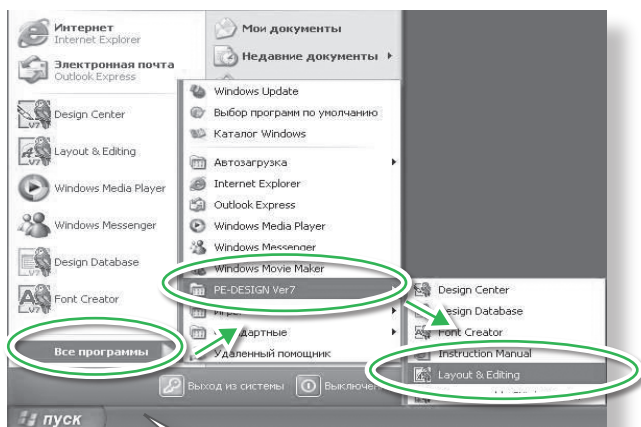 Интернет
Internet Explorer
Электронная почта
Outlook Express
Design Center
Layout & Editing
Windows Media Player
Windows Messenger
Design Database
Font Creator
Все программы
Мои документы
Недавние документы
Windows Update
Выбор программ по умолчанию
Каталог Windows
Автозагрузка
Internet Explorer
Outlook Express
Windows Media Player
Windows Messenger
Windows Movie Maker
PE-DESIGN Ver7
Удаленный помощник
Design Center
Design Database
Font Creator
Instruction Manual
Layout & Editing
Выход из системы
пуск